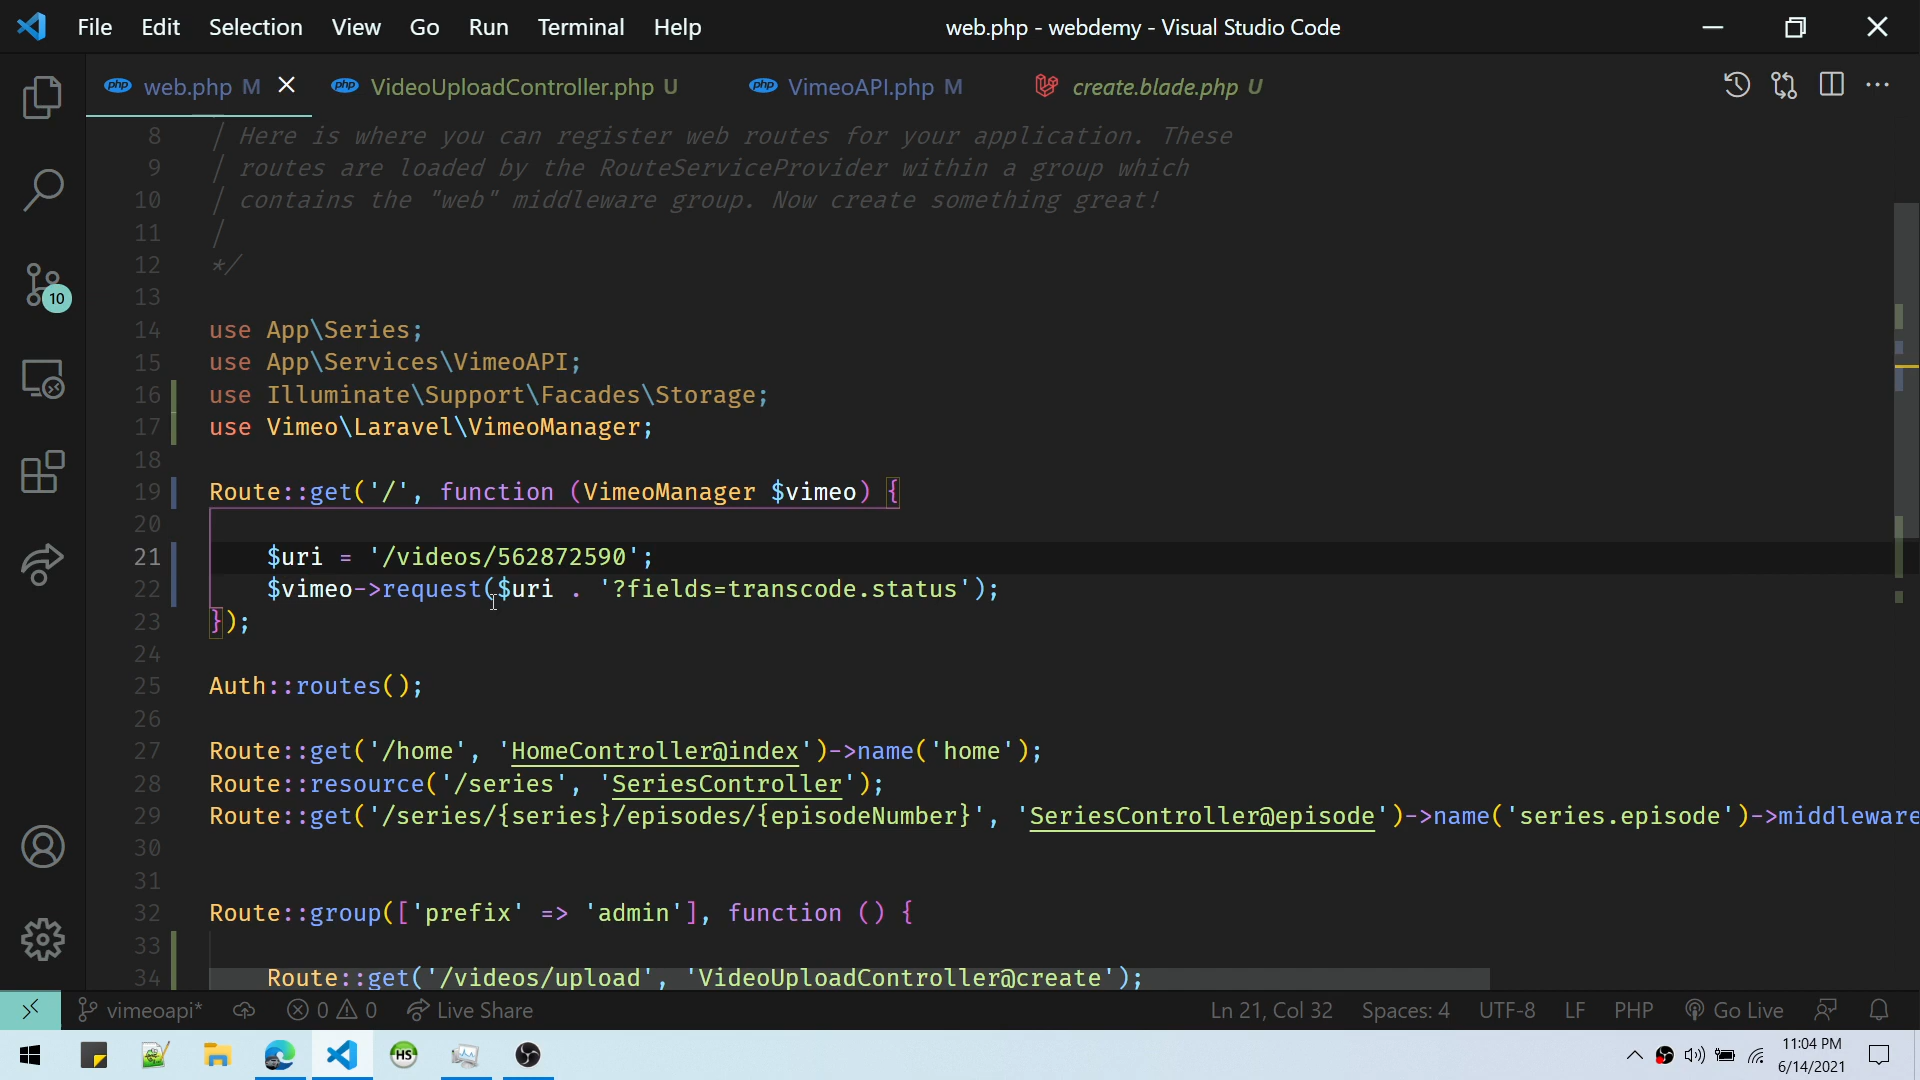 File Edit Selection View Go Run Terminal Help web.php - webdemy - Visual Studio Code
web.php M VideoUploadController.php U VimeoAPI.php M create.blade.php U
8 | Here is where you can register web routes for your application. These
9 | routes are loaded by the RouteServiceProvider within a group which
10 | contains the "web" middleware group. Now create something great!
11 |
12 */
13
14 use App\Series;
15 use App\Services\VimeoAPI;
16 use Illuminate\Support\Facades\Storage;
17 use Vimeo\Laravel\VimeoManager;
18
19 Route::get('/', function (VimeoManager $vimeo) {
20
21 $uri = '/videos/562872590';
22 $vimeo->request($uri . '?fields=transcode.status');
23 });
24
25 Auth::routes();
26
27 Route::get('/home', 'HomeController@index')->name('home');
28 Route::resource('/series', 'SeriesController');
29 Route::get('/series/{series}/episodes/{episodeNumber}', 'SeriesController@episode')->name('series.episode')->middleware
30
31
32 Route::group(['prefix' => 'admin'], function () {
33
34 Route::get('/videos/upload', 'VideoUploadController@create');
10
vimeoapi* 0 0 Live Share Ln 21, Col 32 Spaces: 4 UTF-8 LF PHP Go Live
HS
11:04 PM
6/14/2021